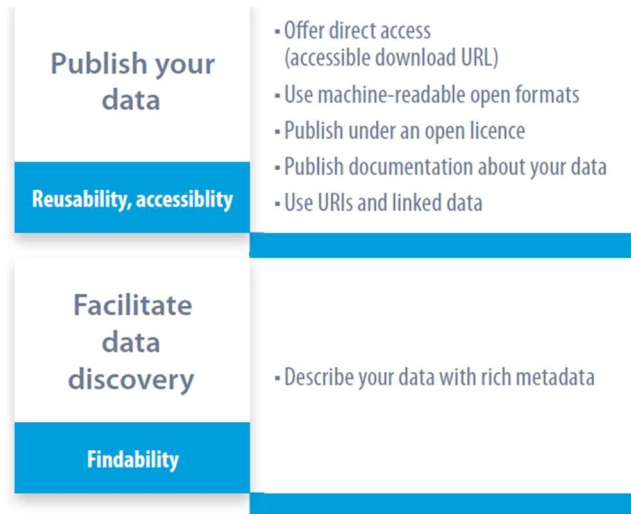 Publish your
data
Reusability, accessiblity
▪ Offer direct access
(accessible download URL)
▪ Use machine-readable open formats
▪ Publish under an open licence
▪ Publish documentation about your data
▪ Use URIs and linked data
Facilitate
data
discovery
Findability
▪ Describe your data with rich metadata